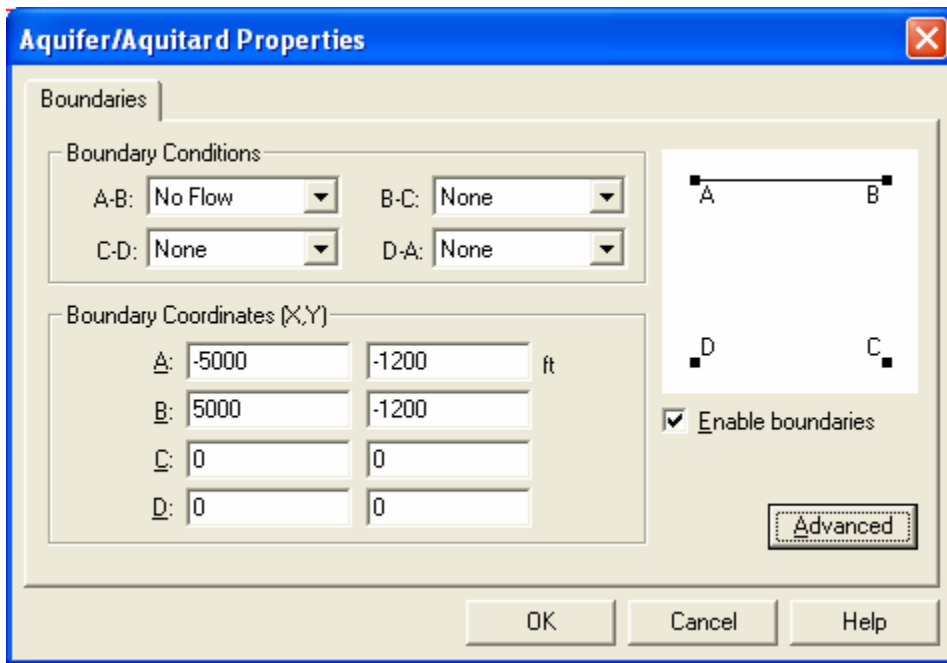 Aquifer/Aquitard Properties
Boundaries
Boundary Conditions
A-B: No Flow B-C: None
C-D: None D-A: None
A B
D C
Boundary Coordinates (X,Y)
A: -5000 -1200 ft
B: 5000 -1200
C: 0 0
D: 0 0
Enable boundaries
Advanced
OK Cancel Help